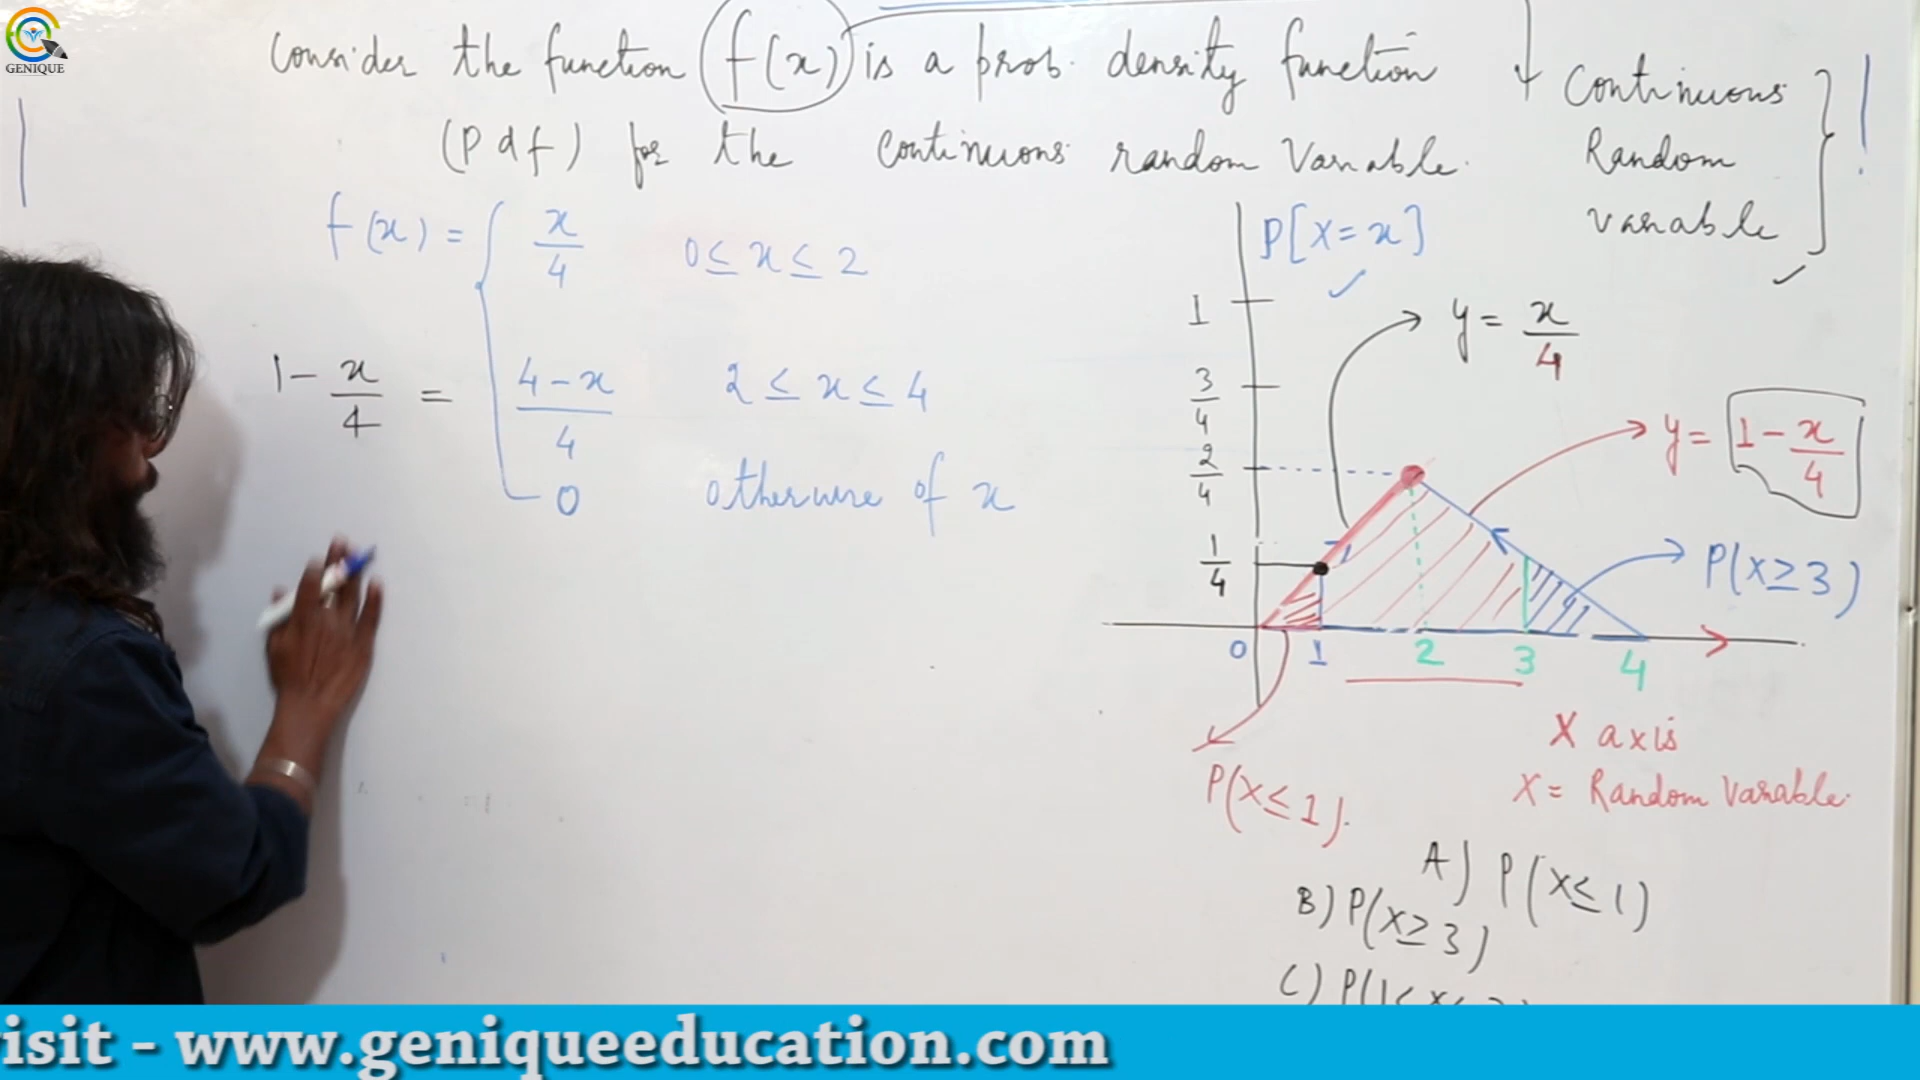 GENIQUE
Consider the function f(x) is a prob. density function
(Pdf) for the continuous random Variable.
Continuous
Random
variable
f(x) = { x/4 0 ≤ x ≤ 2
1 - x/4 = 4-x/4 2 ≤ x ≤ 4
0 otherwise of x
P[X=x]
1
3/4
2/4
1/4
y = x/4
y = 1 - x/4
P(X≥3)
0 1 2 3 4
X axis
X = Random Variable.
P(X≤1).
A) P(X≤1)
B) P(X≥3)
C) P(1≤
isit - www.geniqueeducation.com